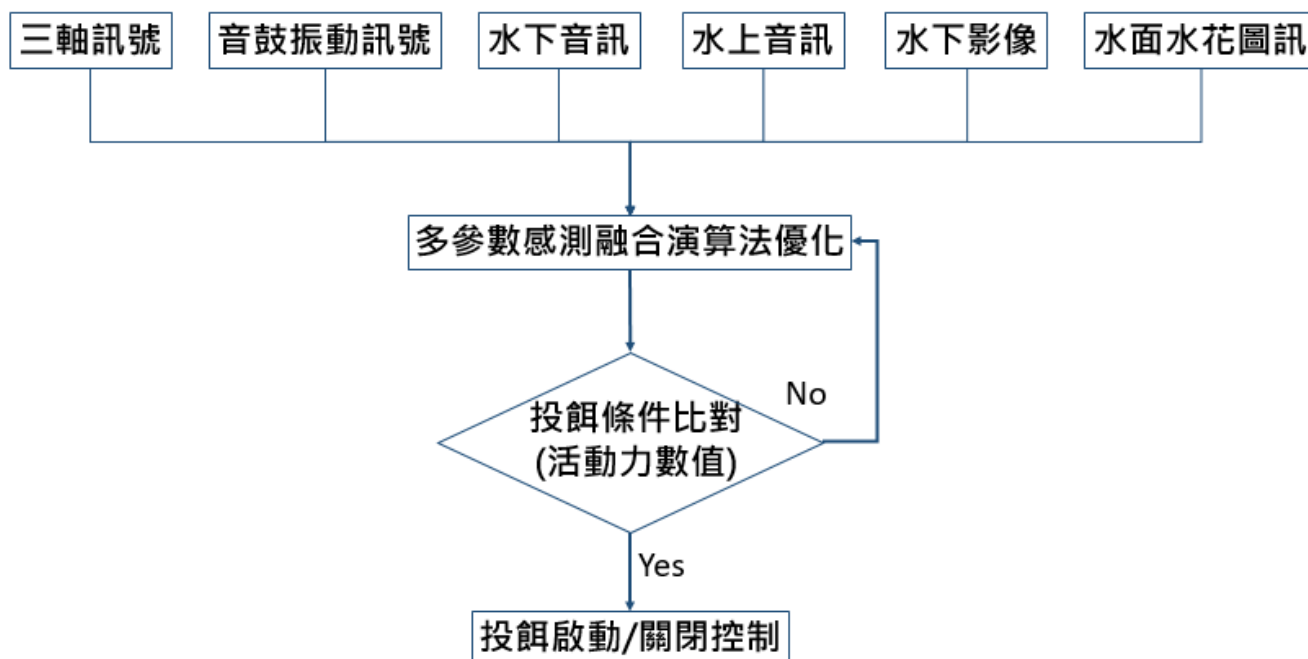 三軸訊號
音鼓振動訊號
水下音訊
水上音訊
水下影像
水面水花圖訊
多參數感測融合演算法優化
投餌條件比對
(活動力數值)
No
Yes
投餌啟動/關閉控制